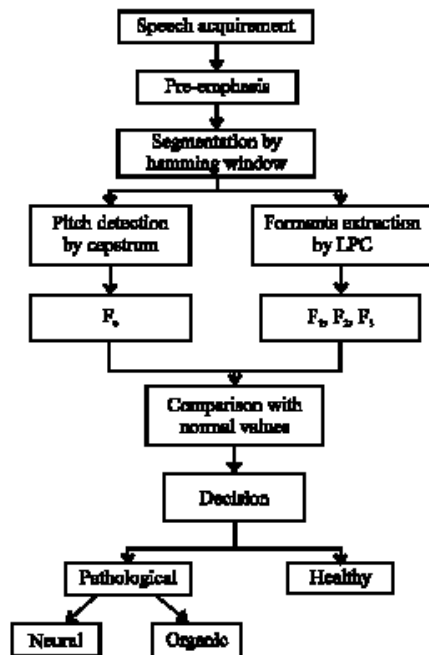 Speech acquirement
Pre-emphasis
Segmentation by
hamming window
Pitch detection
by cepstrum
Formants extraction
by LPC
F₀
F₁, F₂, F₃
Comparison with
normal values
Decision
Pathological
Healthy
Neural
Organic